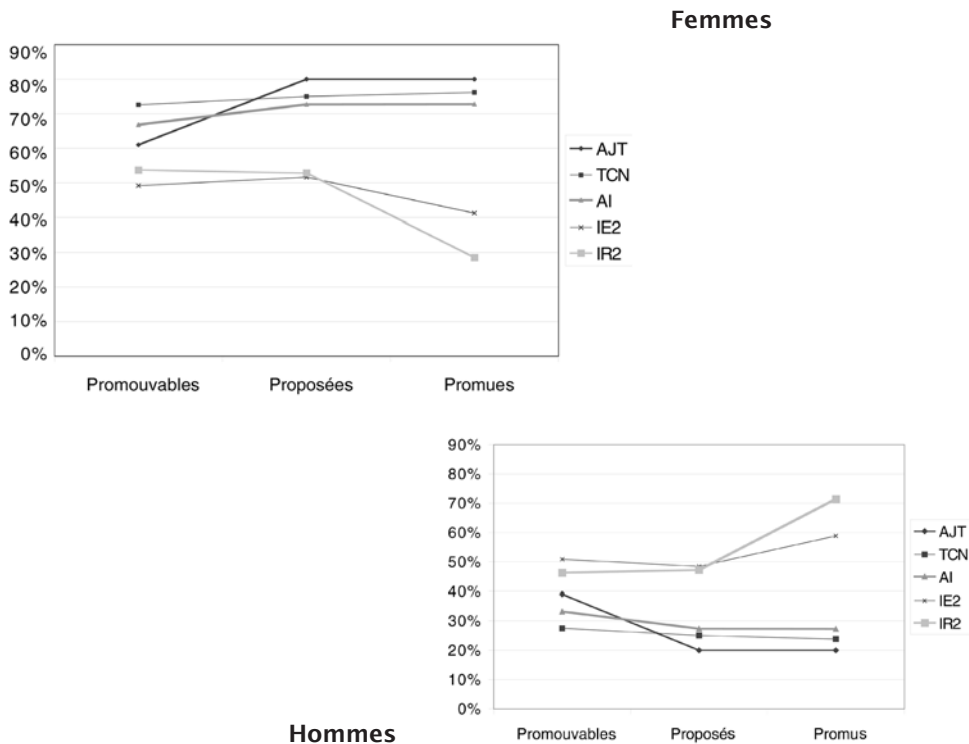 Femmes
90%
80%
70%
60%
50%
40%
30%
20%
10%
0%
Promouvables Proposées Promues
AJT
TCN
AI
IE2
IR2
90%
80%
70%
60%
50%
40%
30%
20%
10%
0%
Promouvables Proposés Promus
AJT
TCN
AI
IE2
IR2
Hommes